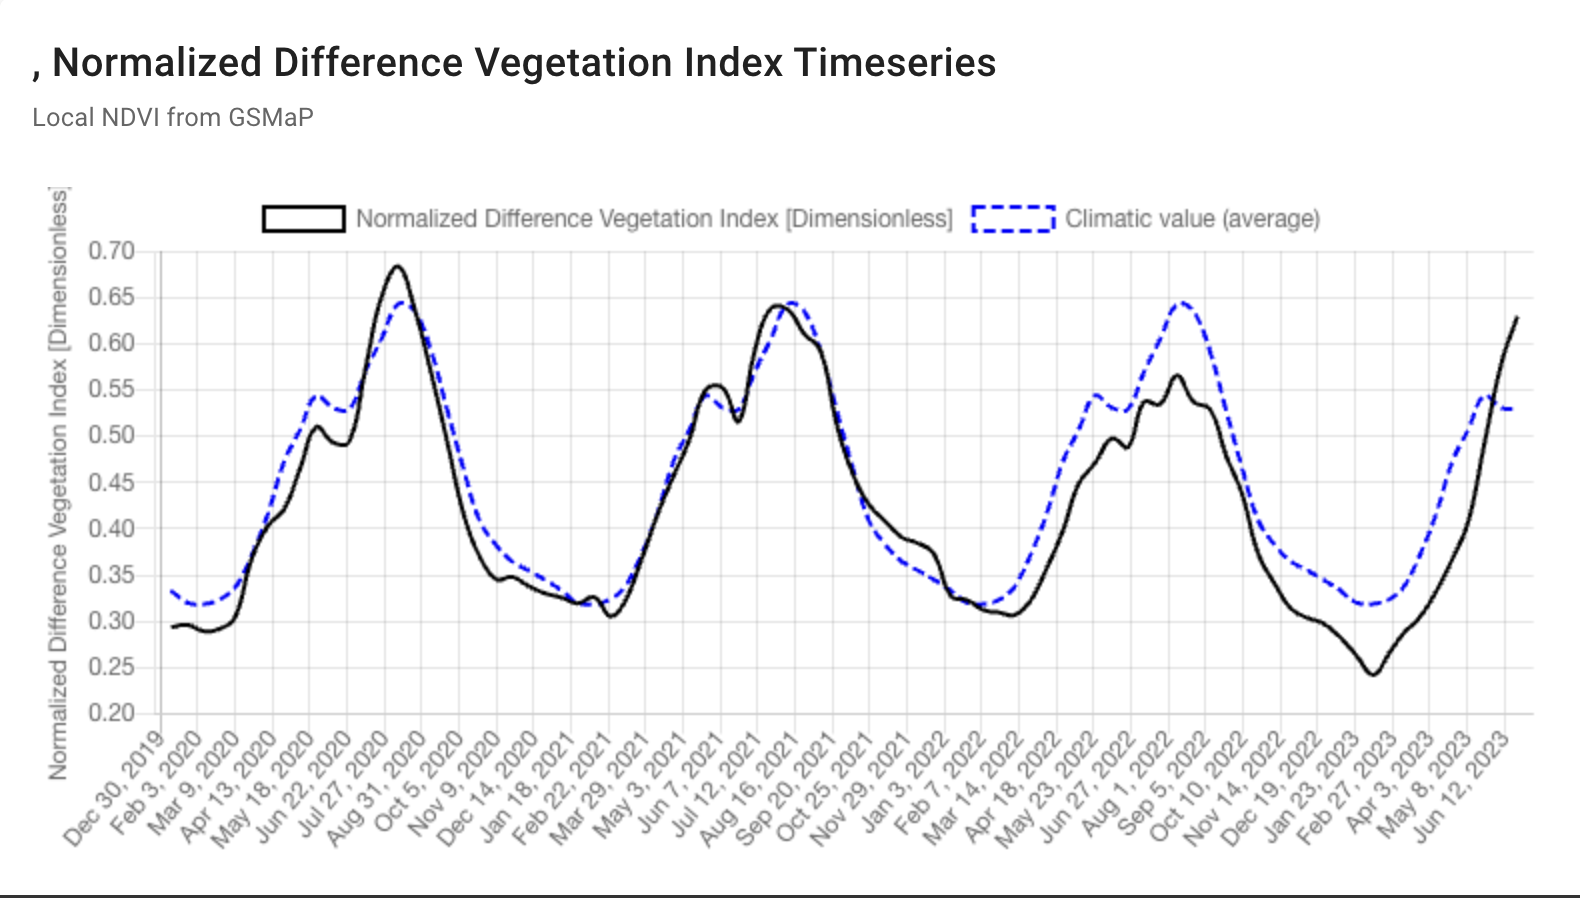 , Normalized Difference Vegetation Index Timeseries
Local NDVI from GSMaP
Normalized Difference Vegetation Index [Dimensionless]
Climatic value (average)
Normalized Difference Vegetation Index [Dimensionless]
0.70
0.65
0.60
0.55
0.50
0.45
0.40
0.35
0.30
0.25
0.20
Dec 30, 2019
Feb 3, 2020
Mar 9, 2020
Apr 13, 2020
May 18, 2020
Jun 22, 2020
Jul 27, 2020
Aug 31, 2020
Oct 5, 2020
Nov 9, 2020
Dec 14, 2020
Jan 18, 2021
Feb 22, 2021
Mar 29, 2021
May 3, 2021
Jun 7, 2021
Jul 12, 2021
Aug 16, 2021
Sep 20, 2021
Oct 25, 2021
Nov 29, 2021
Jan 3, 2022
Feb 7, 2022
Mar 14, 2022
Apr 18, 2022
May 23, 2022
Jun 27, 2022
Aug 1, 2022
Sep 5, 2022
Oct 10, 2022
Nov 14, 2022
Dec 19, 2022
Jan 23, 2023
Feb 27, 2023
Apr 3, 2023
May 8, 2023
Jun 12, 2023